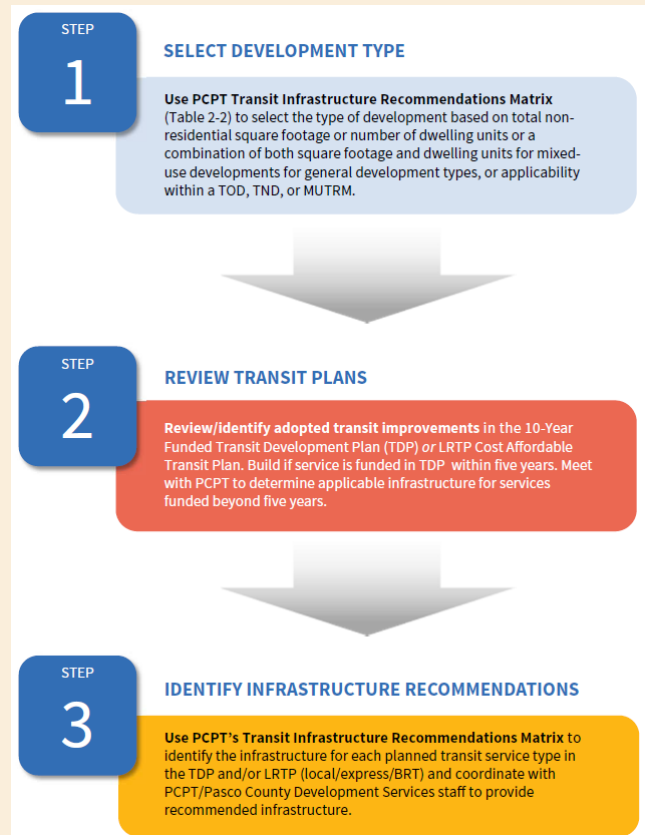 STEP
1
SELECT DEVELOPMENT TYPE
Use PCPT Transit Infrastructure Recommendations Matrix
(Table 2-2) to select the type of development based on total non-
residential square footage or number of dwelling units or a
combination of both square footage and dwelling units for mixed-
use developments for general development types, or applicability
within a TOD, TND, or MUTRM.
STEP
2
REVIEW TRANSIT PLANS
Review/identify adopted transit improvements in the 10-Year
Funded Transit Development Plan (TDP) or LRTP Cost Affordable
Transit Plan. Build if service is funded in TDP within five years. Meet
with PCPT to determine applicable infrastructure for services
funded beyond five years.
STEP
3
IDENTIFY INFRASTRUCTURE RECOMMENDATIONS
Use PCPT’s Transit Infrastructure Recommendations Matrix to
identify the infrastructure for each planned transit service type in
the TDP and/or LRTP (local/express/BRT) and coordinate with
PCPT/Pasco County Development Services staff to provide
recommended infrastructure.